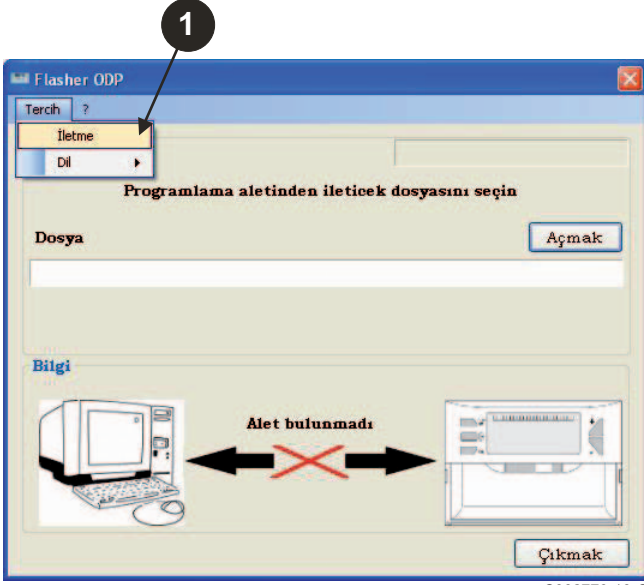 1
Flasher ODP
Tercih ?
İletme
Dil
Programlama aletinden ileticek dosyasını seçin
Dosya
Açmak
Bilgi
Alet bulunmadı
Çıkmak